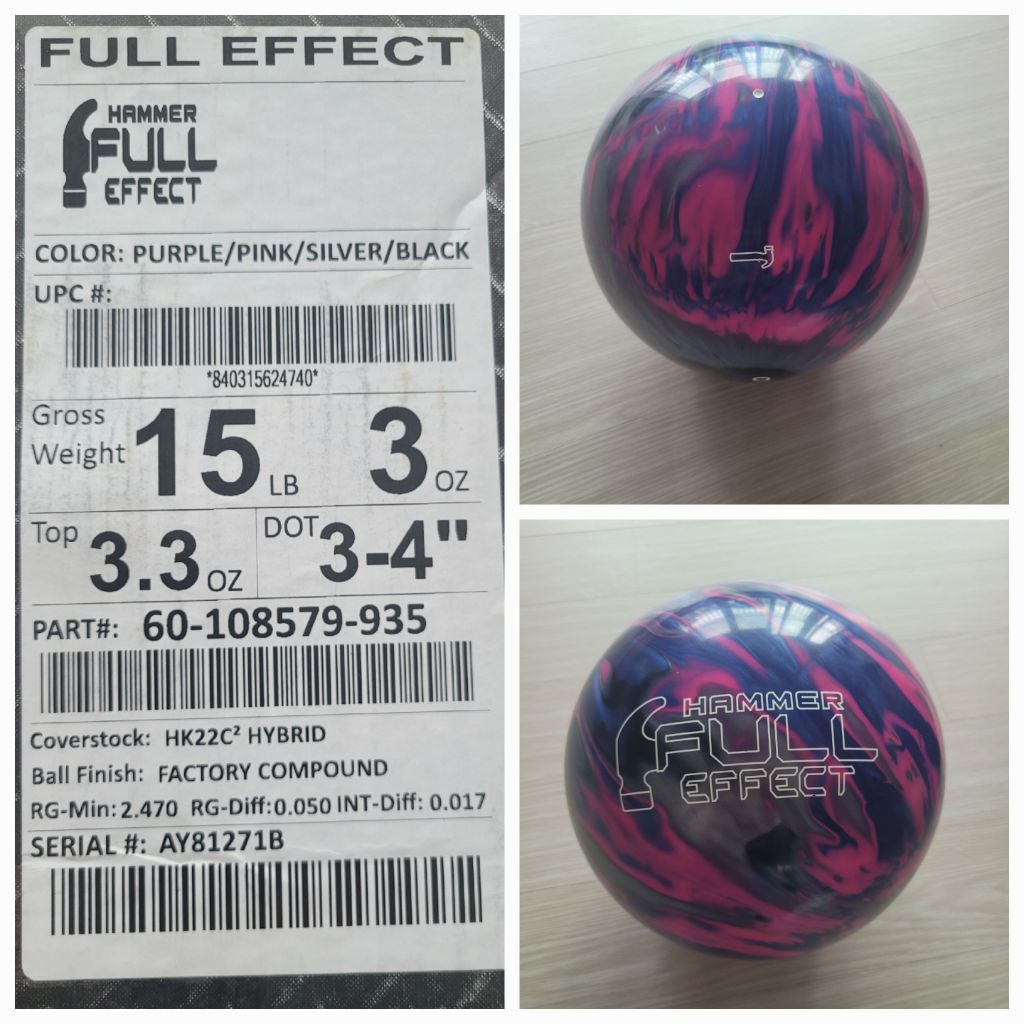 FULL EFFECT
HAMMER
FULL
EFFECT
COLOR: PURPLE/PINK/SILVER/BLACK
UPC #:
*840315624740*
Gross Weight 15 LB 3 OZ
Top 3.3 OZ DOT 3-4"
PART#: 60-108579-935
Coverstock: HK22C² HYBRID
Ball Finish: FACTORY COMPOUND
RG-Min: 2.470 RG-Diff: 0.050 INT-Diff: 0.017
SERIAL #: AY81271B
HAMMER
FULL
EFFECT